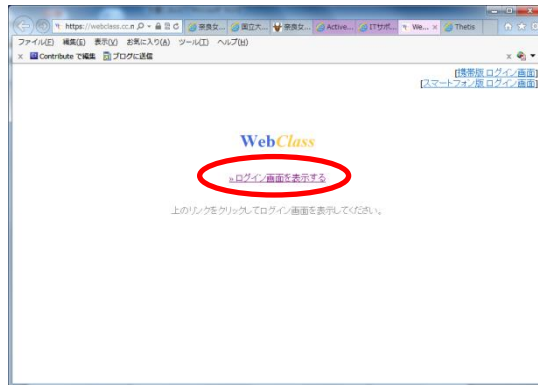 https://webclass.cc.n
奈良女...
国立大...
奈良女...
Active...
ITサポ...
We...
Thetis
ファイル(F) 編集(E) 表示(V) お気に入り(A) ツール(T) ヘルプ(H)
x Contribute で編集 ブログに送信 x
[携帯版 ログイン画面]
[スマートフォン版 ログイン画面]
WebClass
»ログイン画面を表示する
上のリンクをクリックしてログイン画面を表示してください。